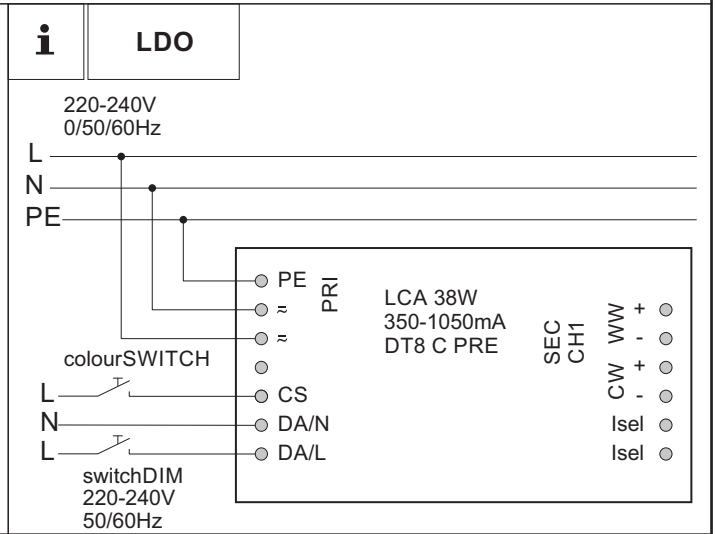 i
LDO
220-240V
0/50/60Hz
L
N
PE
PE
PRI
≂
≂
LCA 38W
350-1050mA
DT8 C PRE
SEC
CH1
WW
+
-
CW
+
-
Isel
Isel
colourSWITCH
L
CS
N
DA/N
L
DA/L
switchDIM
220-240V
50/60Hz